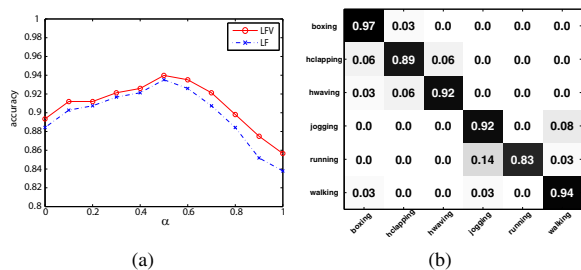 1
0.98
0.96
0.94
0.92
0.9
0.88
0.86
0.84
0.82
0.8
accuracy
0 0.2 0.4 0.6 0.8 1
α
LFV
LF
(a)
boxing 0.97 0.03 0.0 0.0 0.0 0.0
hclapping 0.06 0.89 0.06 0.0 0.0 0.0
hwaving 0.03 0.06 0.92 0.0 0.0 0.0
jogging 0.0 0.0 0.0 0.92 0.0 0.08
running 0.0 0.0 0.0 0.14 0.83 0.03
walking 0.03 0.0 0.0 0.03 0.0 0.94
boxing hclapping hwaving jogging running walking
(b)